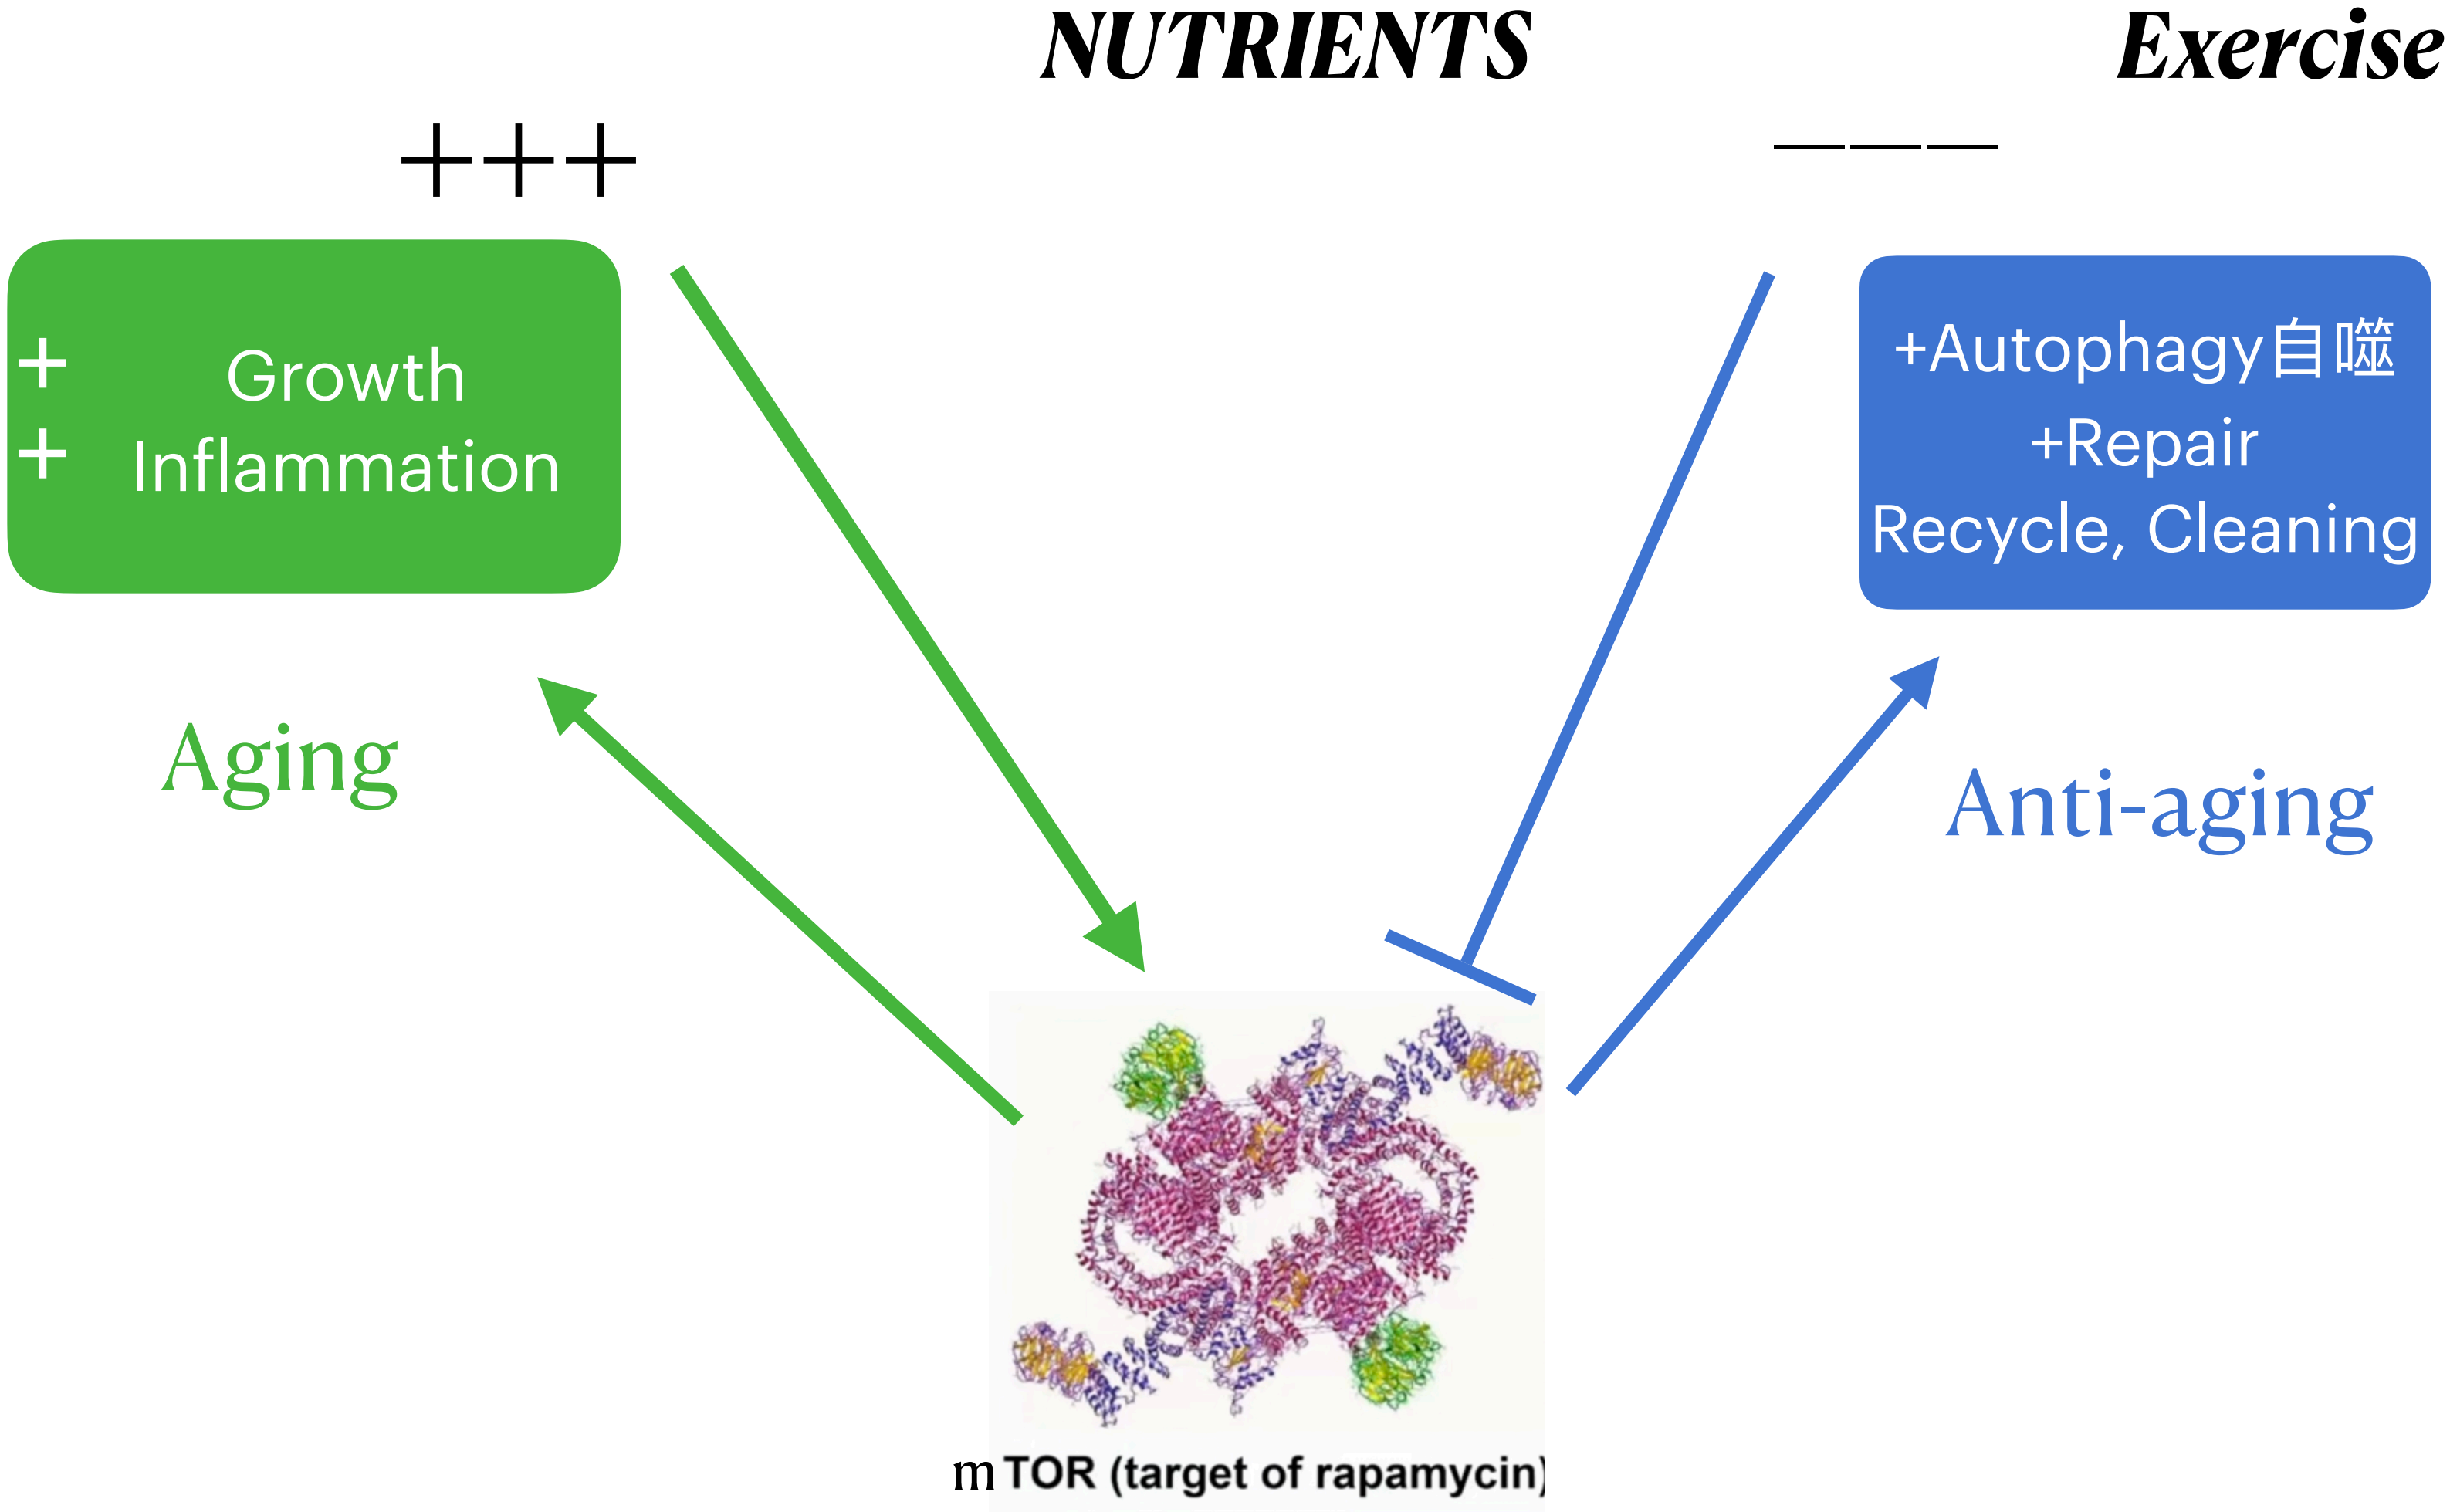 NUTRIENTS
Exercise
+++
———
+ Growth
+ Inflammation
+Autophagy自噬
+Repair
Recycle, Cleaning
Aging
Anti-aging
mTOR (target of rapamycin)